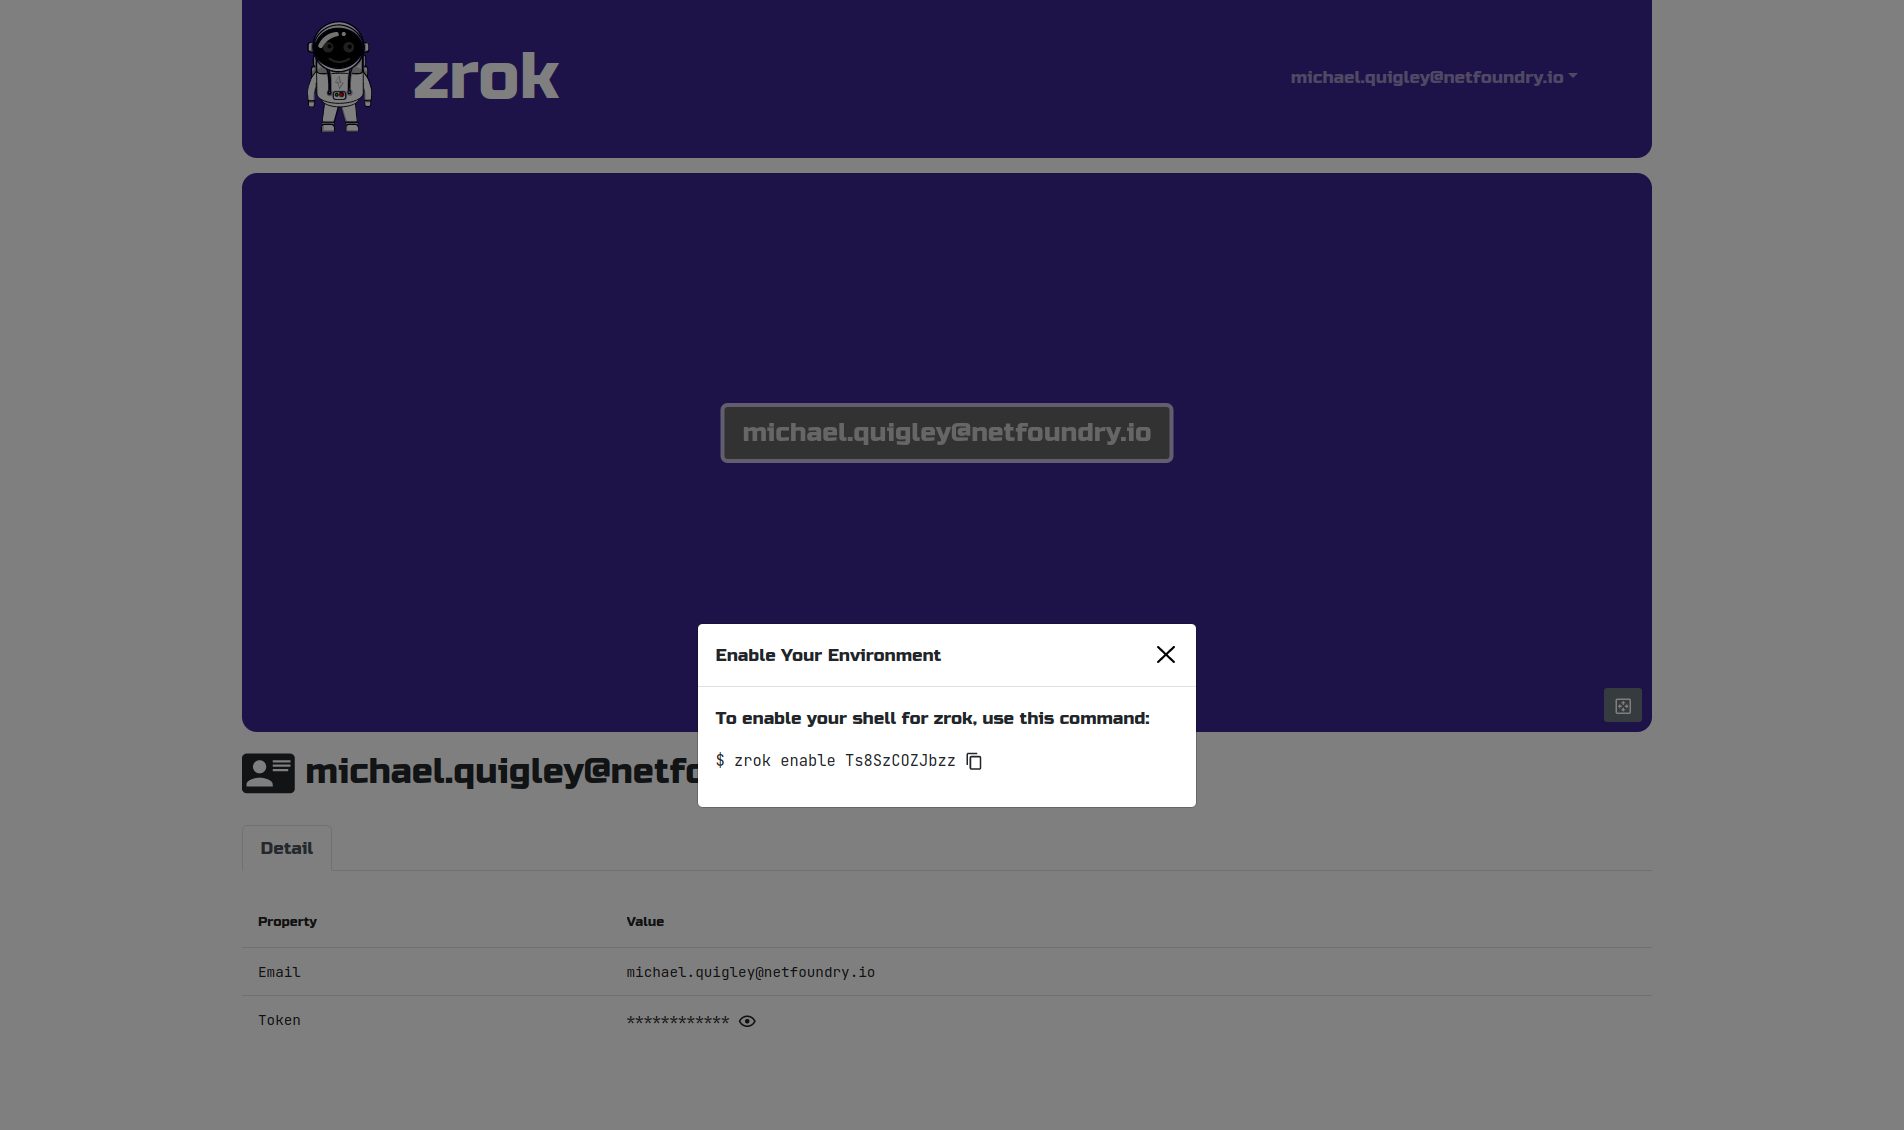 zrok
michael.quigley@netfoundry.io
michael.quigley@netfoundry.io
Enable Your Environment
To enable your shell for zrok, use this command:
$ zrok enable Ts8SzCOZJbzz
michael.quigley@netfo
Detail
Property Value
Email michael.quigley@netfoundry.io
Token ************